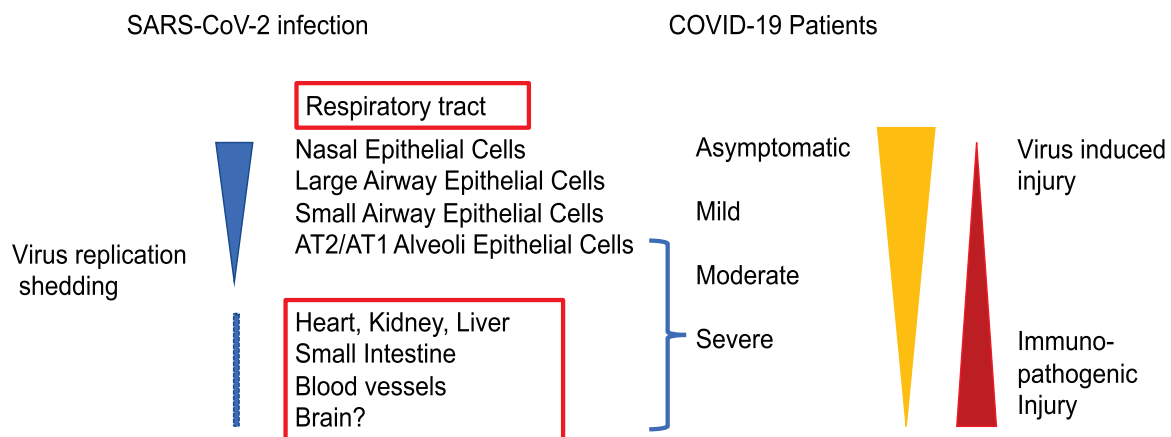 SARS-CoV-2 infection
COVID-19 Patients
Respiratory tract
Nasal Epithelial Cells
Large Airway Epithelial Cells
Small Airway Epithelial Cells
AT2/AT1 Alveoli Epithelial Cells
Virus replication
shedding
Heart, Kidney, Liver
Small Intestine
Blood vessels
Brain?
Asymptomatic
Mild
Moderate
Severe
Virus induced
injury
Immuno-
pathogenic
Injury